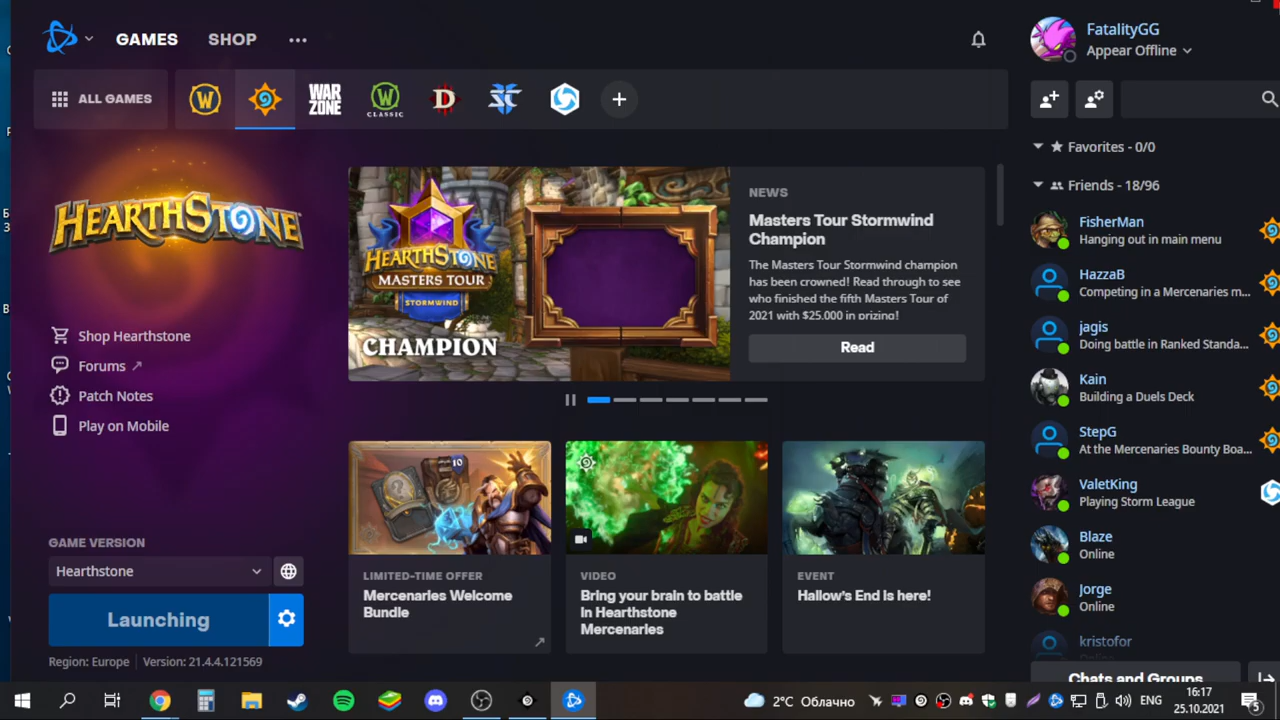 GAMES
SHOP
FatalityGG
Appear Offline
ALL GAMES
WAR
ZONE
CLASSIC
Favorites - 0/0
Friends - 18/96
HEARTHSTONE
FisherMan
Hanging out in main menu
HazzaB
Competing in a Mercenaries m...
jagis
Doing battle in Ranked Standa...
Kain
Building a Duels Deck
StepG
At the Mercenaries Bounty Boa...
ValetKing
Playing Storm League
Blaze
Online
Jorge
Online
kristofor
Online
Chats and Groups
HEARTHSTONE
MASTERS TOUR
STORMWIND
CHAMPION
NEWS
Masters Tour Stormwind
Champion
The Masters Tour Stormwind champion
has been crowned! Read through to see
who finished the fifth Masters Tour of
2021 with $25,000 in prizing!
Read
Shop Hearthstone
Forums
Patch Notes
Play on Mobile
10
LIMITED-TIME OFFER
Mercenaries Welcome
Bundle
VIDEO
Bring your brain to battle
in Hearthstone
Mercenaries
EVENT
Hallow's End is here!
GAME VERSION
Hearthstone
Launching
Region: Europe
Version: 21.4.4.121569
2°C Облачно
ENG
16:17
25.10.2021
5